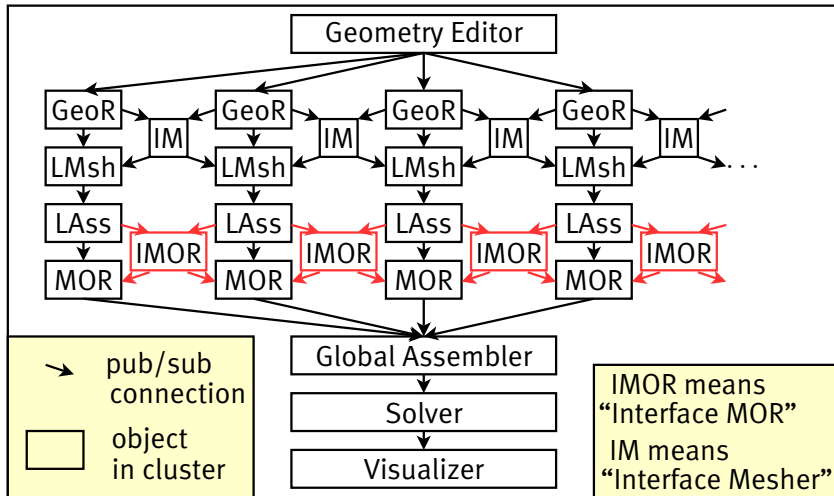 Geometry Editor
GeoR GeoR GeoR GeoR
IM IM IM IM
LMsh LMsh LMsh LMsh ...
LAss LAss LAss LAss
IMOR IMOR IMOR IMOR
MOR MOR MOR MOR
Global Assembler
Solver
Visualizer
pub/sub
connection
object
in cluster
IMOR means
“Interface MOR”
IM means
“Interface Mesher”